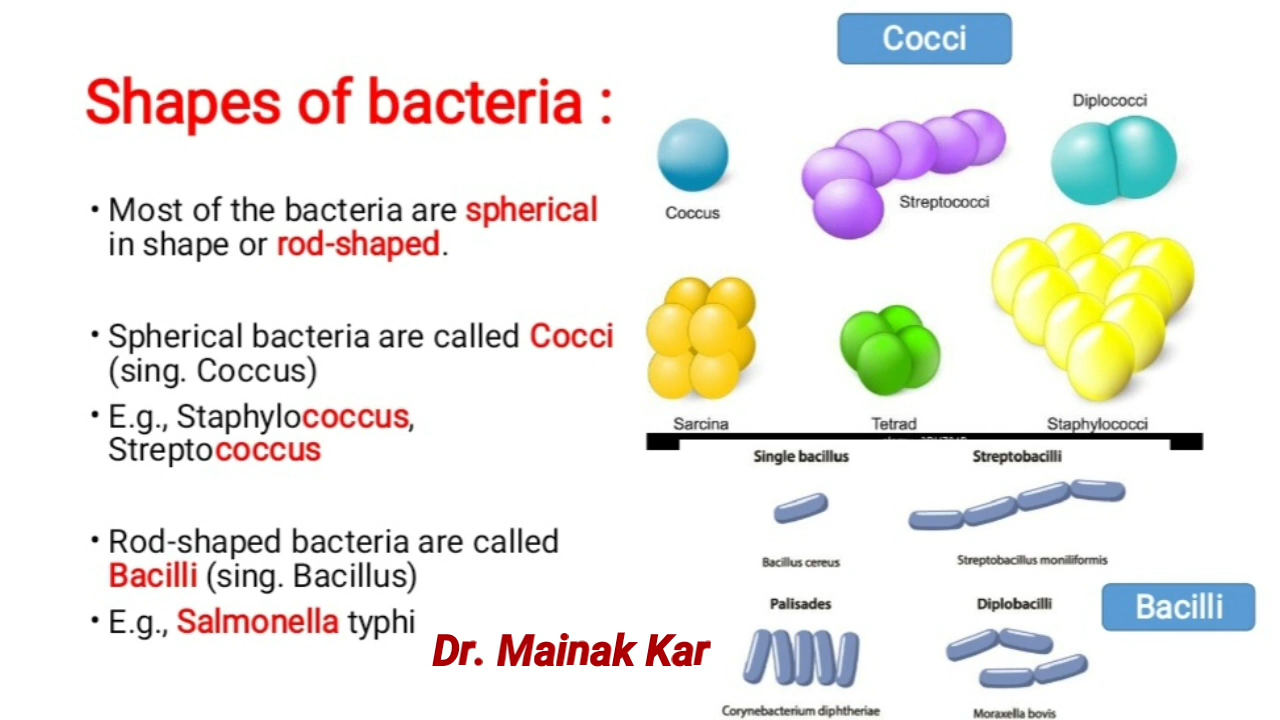 Shapes of bacteria :
• Most of the bacteria are spherical
in shape or rod-shaped.
• Spherical bacteria are called Cocci
(sing. Coccus)
• E.g., Staphylococcus,
Streptococcus
• Rod-shaped bacteria are called
Bacilli (sing. Bacillus)
• E.g., Salmonella typhi
Dr. Mainak Kar
Cocci
Diplococci
Coccus
Streptococci
Sarcina
Tetrad
Staphylococci
Single bacillus
Streptobacilli
Bacillus cereus
Streptobacillus moniliformis
Palisades
Diplobacilli
Bacilli
Corynebacterium diphtheriae
Moraxella bovis